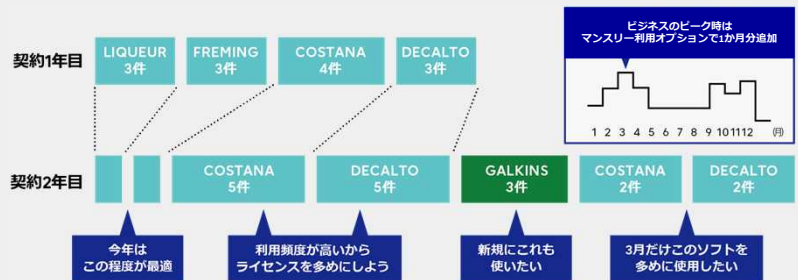 ビジネスのピーク時は
マンスリー利用オプションで1か月分追加
1 2 3 4 5 6 7 8 9 10 11 12 (月)
契約1年目
LIQUEUR
3件
FREMING
3件
COSTANA
4件
DECALTO
3件
契約2年目
COSTANA
5件
DECALTO
5件
GALKINS
3件
COSTANA
2件
DECALTO
2件
今年は
この程度が最適
利用頻度が高いから
ライセンスを多めにしよう
新規にこれも
使いたい
3月だけこのソフトを
多めに使用したい